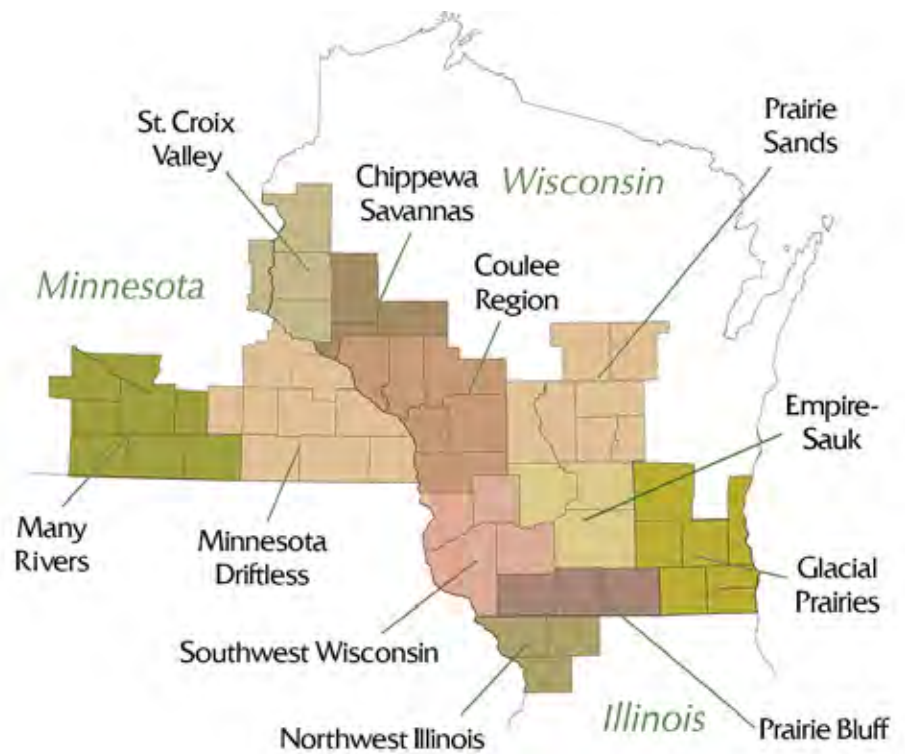 St. Croix
Valley
Prairie
Sands
Chippewa
Savannas
Wisconsin
Minnesota
Coulee
Region
Empire-
Sauk
Many
Rivers
Minnesota
Driftless
Glacial
Prairies
Southwest Wisconsin
Northwest Illinois
Illinois
Prairie Bluff